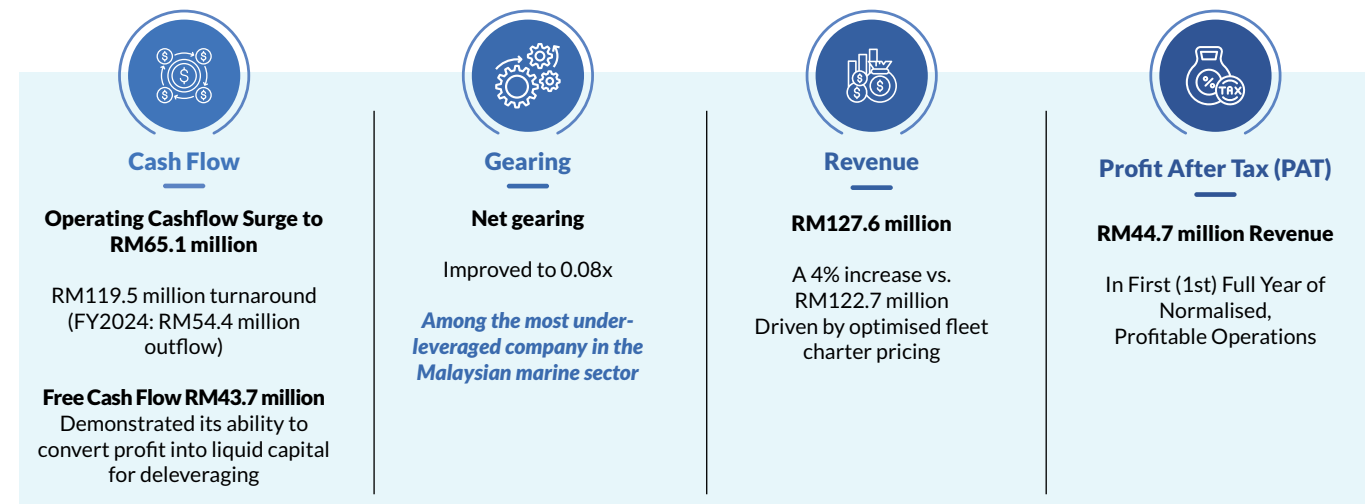 Cash Flow
Operating Cashflow Surge to
RM65.1 million
RM119.5 million turnaround
(FY2024: RM54.4 million
outflow)
Free Cash Flow RM43.7 million
Demonstrated its ability to
convert profit into liquid capital
for deleveraging
Gearing
Net gearing
Improved to 0.08x
Among the most under-
leveraged company in the
Malaysian marine sector
Revenue
RM127.6 million
A 4% increase vs.
RM122.7 million
Driven by optimised fleet
charter pricing
%
TAX
Profit After Tax (PAT)
RM44.7 million Revenue
In First (1st) Full Year of
Normalised,
Profitable Operations